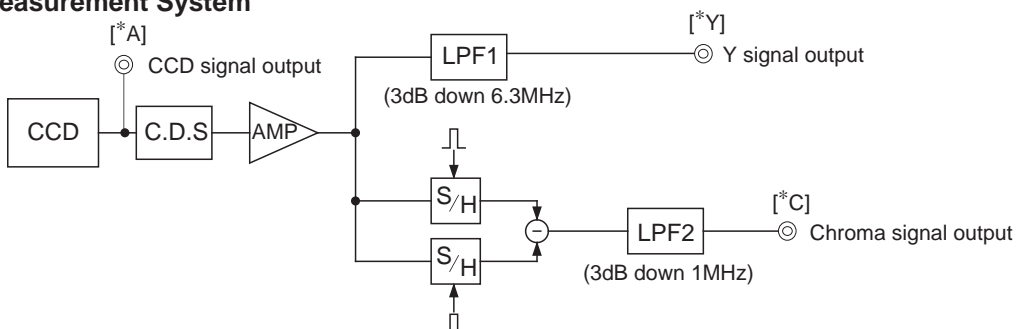 easurement System
[*A]
[*Y]
CCD signal output
LPF1
Y signal output
(3dB down 6.3MHz)
CCD
C.D.S
AMP
S/H
[*C]
−
LPF2
Chroma signal output
S/H
(3dB down 1MHz)